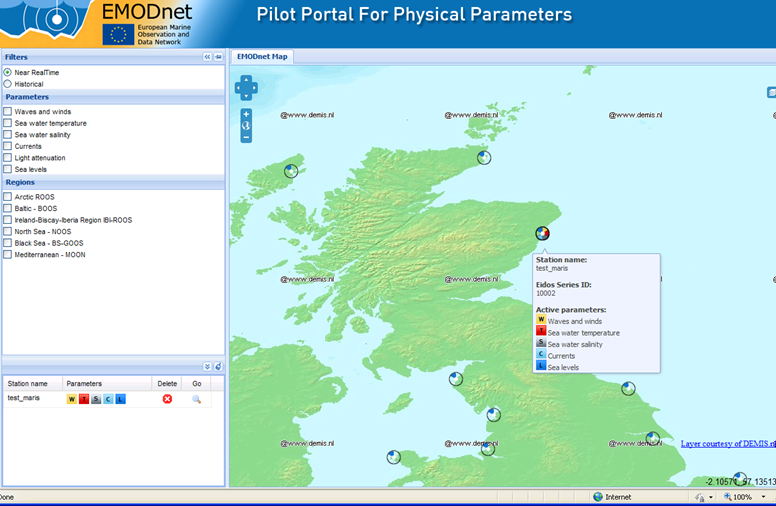 EMODnet
European Marine
Observation and
Data Network
Pilot Portal For Physical Parameters
Filters
Near RealTime
Historical
Parameters
Waves and winds
Sea water temperature
Sea water salinity
Currents
Light attenuation
Sea levels
Regions
Arctic ROOS
Baltic - BOOS
Ireland-Biscay-Iberia Region IBI-ROOS
North Sea - NOOS
Black Sea - BS-GOOS
Mediterranean - MOON
Station name Parameters Delete Go
test_maris W T S C L
EMODnet Map
@www.demis.nl @www.demis.nl @www.demis.nl
Station name:
test_maris
Eidos Series ID:
10002
Active parameters:
W Waves and winds
T Sea water temperature
S Sea water salinity
C Currents
L Sea levels
@www.demis.nl @www.demis.nl
@www.demis.nl @www.demis.nl @www.demis.nl
Layer courtesy of DEMIS
-2.10571, 57.13513
Done Internet 100%